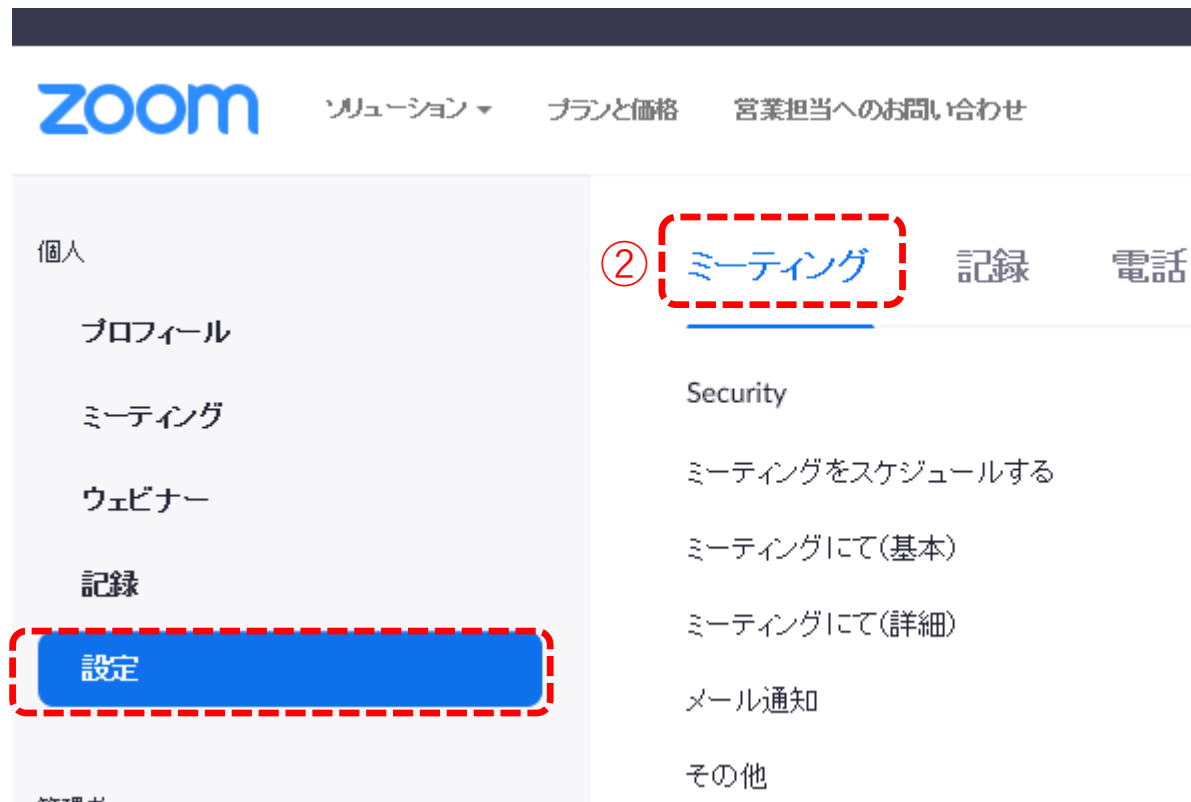 zoom ソリューション プランと価格 営業担当へのお問い合わせ
個人
プロフィール
ミーティング
ウェビナー
記録
設定
② ミーティング 記録 電話
Security
ミーティングをスケジュールする
ミーティングにて(基本)
ミーティングにて(詳細)
メール通知
その他